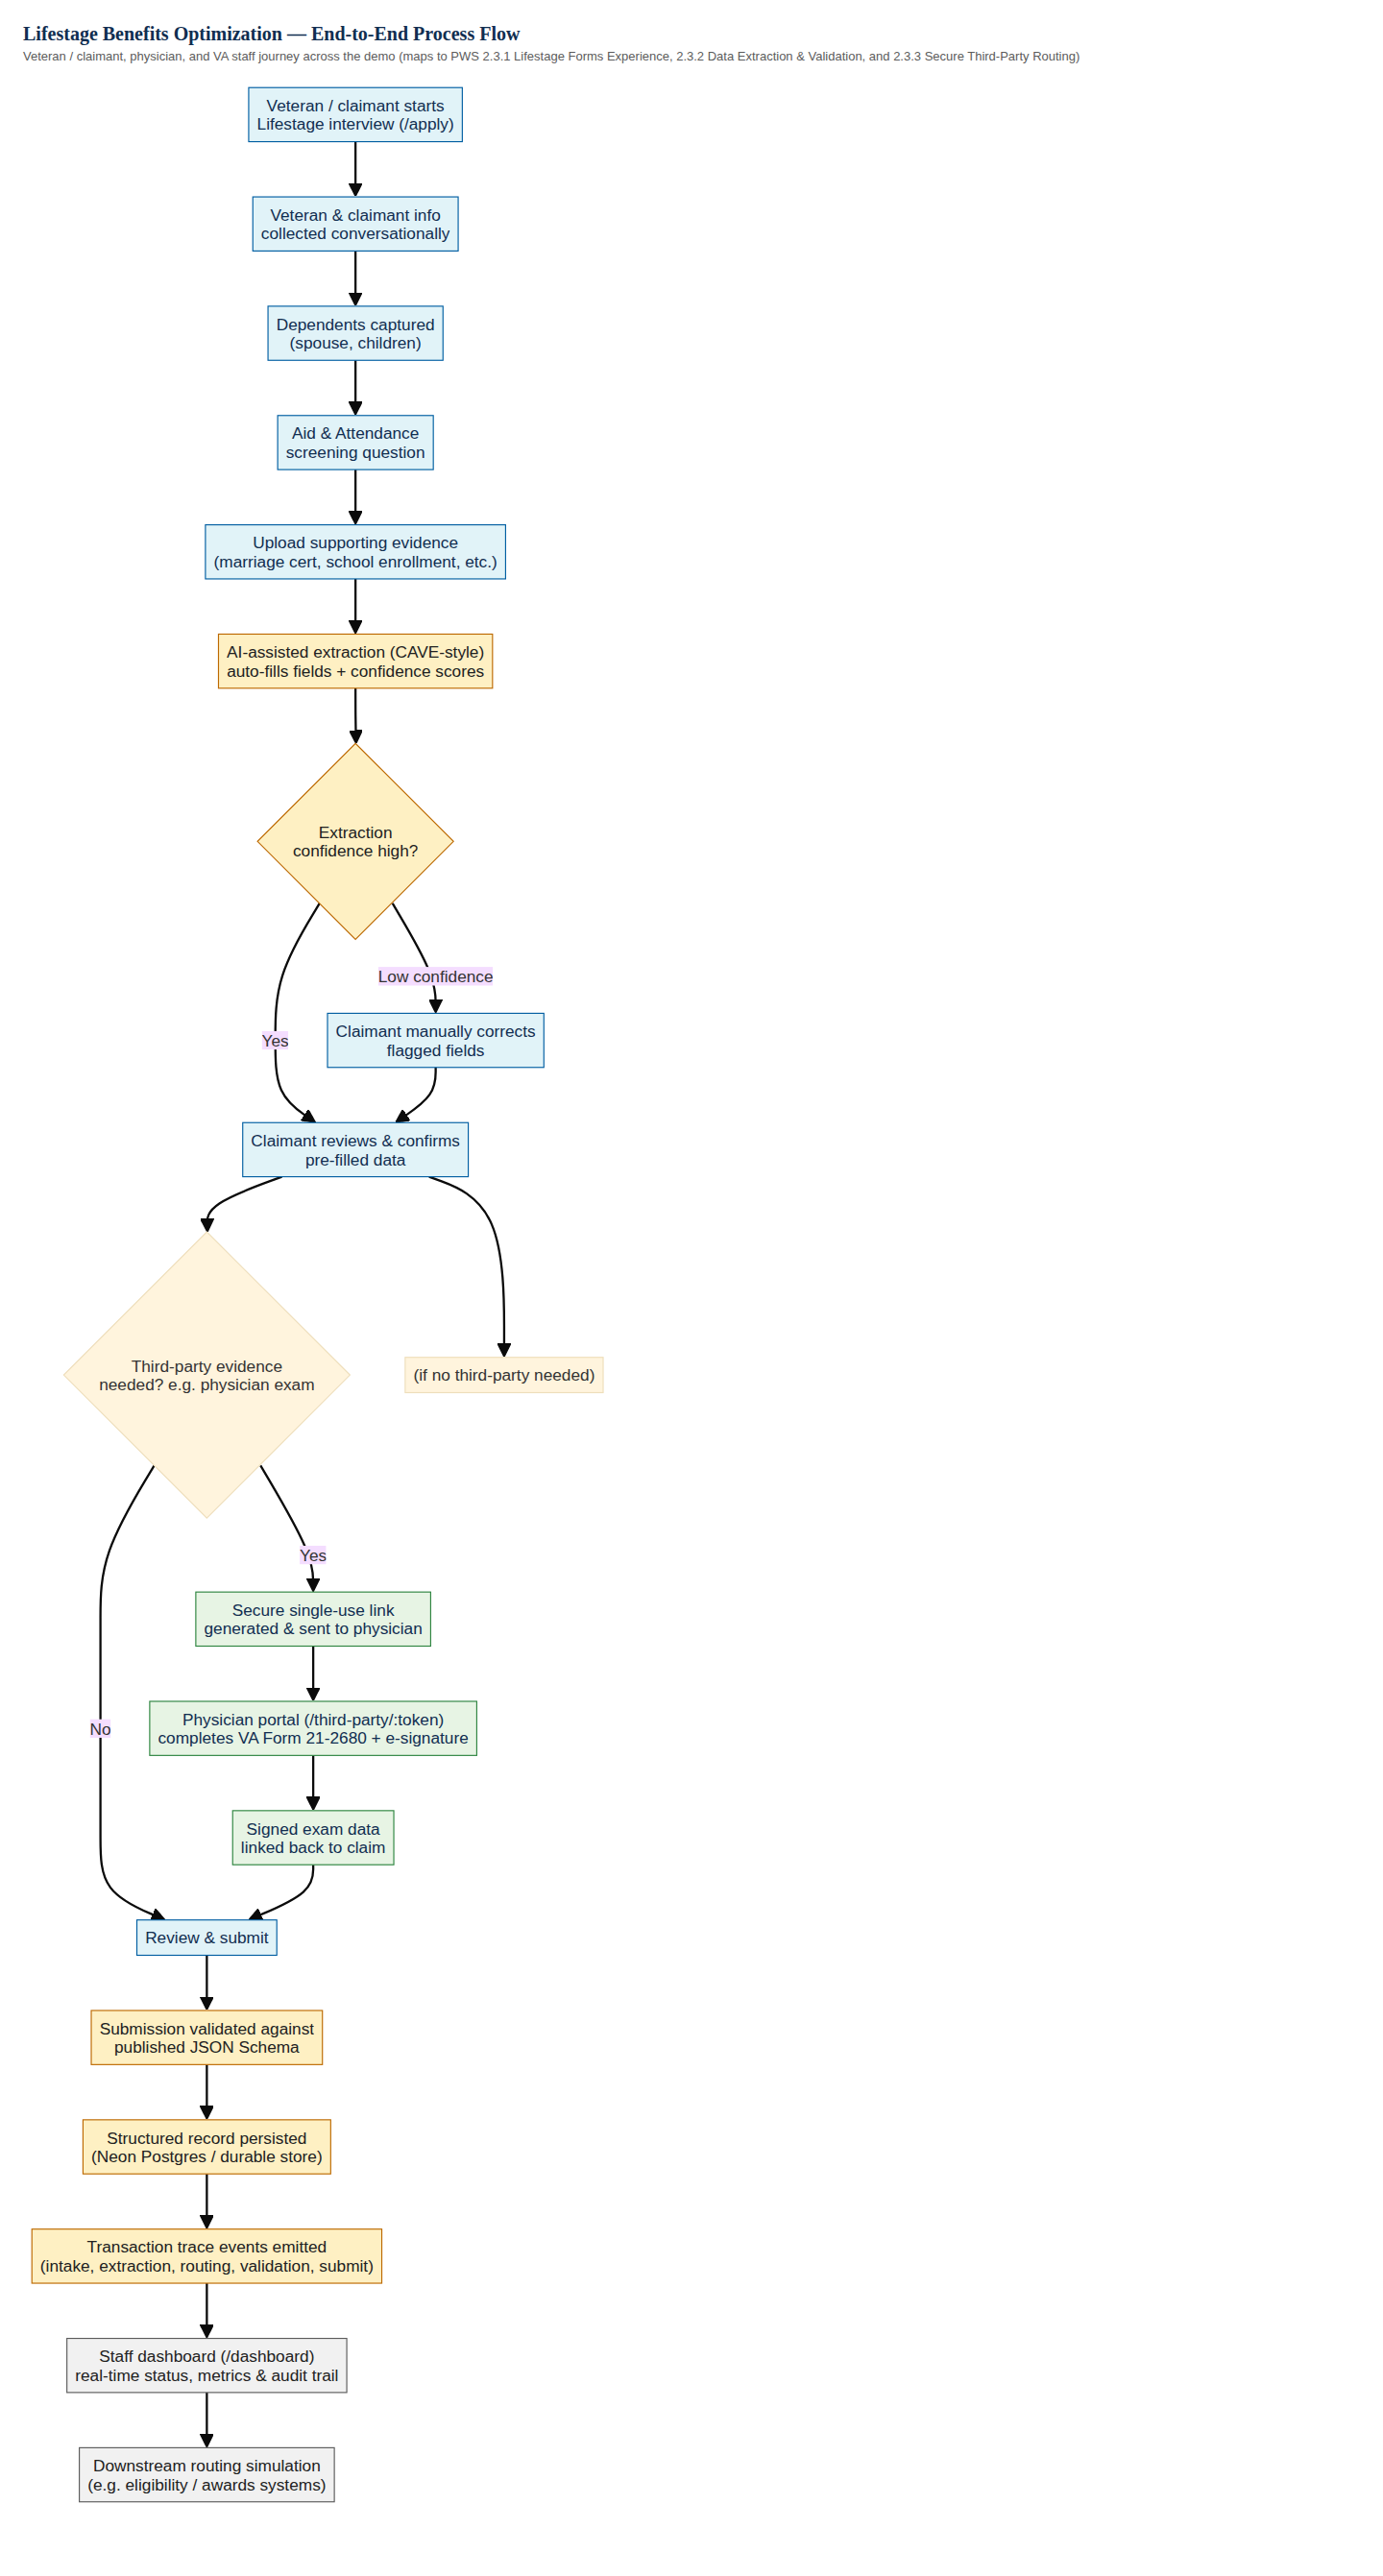 Lifestage Benefits Optimization — End-to-End Process Flow
Veteran / claimant, physician, and VA staff journey across the demo (maps to PWS 2.3.1 Lifestage Forms Experience, 2.3.2 Data Extraction & Validation, and 2.3.3 Secure Third-Party Routing)
Veteran / claimant starts
Lifestage interview (/apply)
Veteran & claimant info
collected conversationally
Dependents captured
(spouse, children)
Aid & Attendance
screening question
Upload supporting evidence
(marriage cert, school enrollment, etc.)
AI-assisted extraction (CAVE-style)
auto-fills fields + confidence scores
Extraction
confidence high?
Low confidence
Yes
Claimant manually corrects
flagged fields
Claimant reviews & confirms
pre-filled data
Third-party evidence
needed? e.g. physician exam
(if no third-party needed)
Yes
Secure single-use link
generated & sent to physician
No
Physician portal (/third-party/:token)
completes VA Form 21-2680 + e-signature
Signed exam data
linked back to claim
Review & submit
Submission validated against
published JSON Schema
Structured record persisted
(Neon Postgres / durable store)
Transaction trace events emitted
(intake, extraction, routing, validation, submit)
Staff dashboard (/dashboard)
real-time status, metrics & audit trail
Downstream routing simulation
(e.g. eligibility / awards systems)